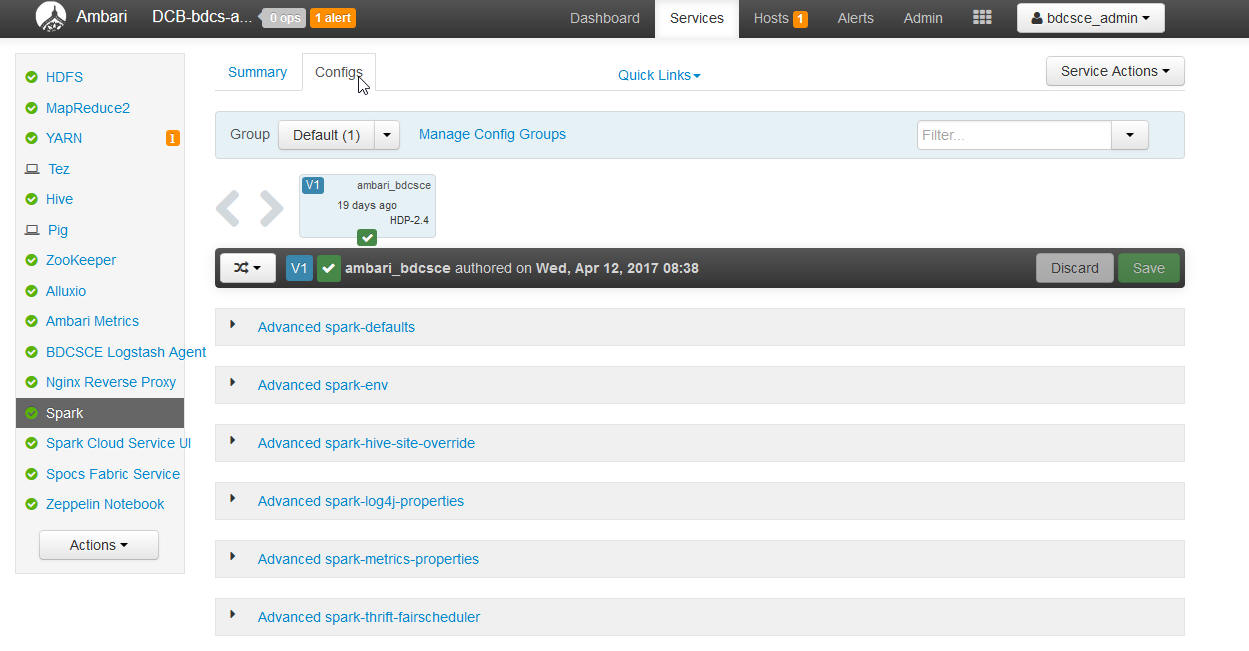 Ambari DCB-bdcs-a... 0 ops 1 alert Dashboard Services Hosts 1 Alerts Admin bdcsce_admin
HDFS
MapReduce2
YARN 1
Tez
Hive
Pig
ZooKeeper
Alluxio
Ambari Metrics
BDCSCE Logstash Agent
Nginx Reverse Proxy
Spark
Spark Cloud Service UI
Spocs Fabric Service
Zeppelin Notebook
Actions
Summary Configs Quick Links Service Actions
Group Default (1) Manage Config Groups Filter...
V1 ambari_bdcsce
19 days ago
HDP-2.4
V1 ambari_bdcsce authored on Wed, Apr 12, 2017 08:38 Discard Save
Advanced spark-defaults
Advanced spark-env
Advanced spark-hive-site-override
Advanced spark-log4j-properties
Advanced spark-metrics-properties
Advanced spark-thrift-fairscheduler